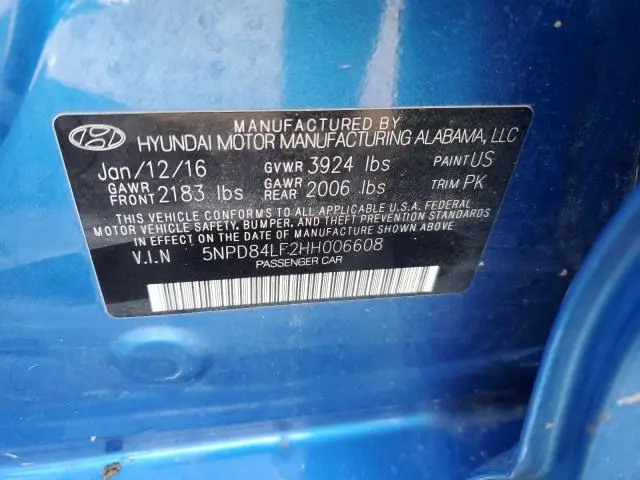 MANUFACTURED BY
HYUNDAI MOTOR MANUFACTURING ALABAMA, LLC
Jan/12/16 GVWR 3924 lbs PAINT US
GAWR FRONT 2183 lbs GAWR REAR 2006 lbs TRIM PK
THIS VEHICLE CONFORMS TO ALL APPLICABLE U.S.A. FEDERAL
MOTOR VEHICLE SAFETY, BUMPER, AND THEFT PREVENTION STANDARDS
IN EFFECT ON THE DATE OF MANUFACTURE SHOWN ABOVE
V.I.N 5NPD84LF2HH006608
PASSENGER CAR